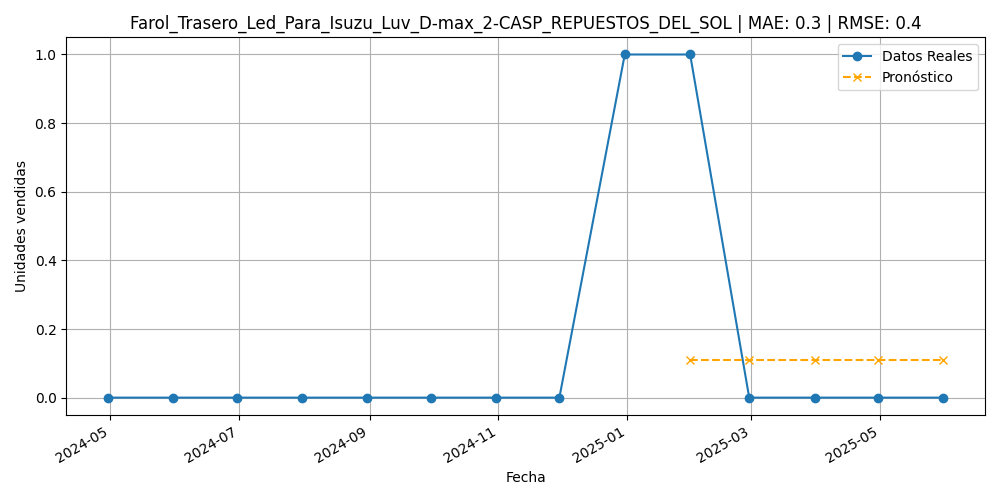 Farol_Trasero_Led_Para_Isuzu_Luv_D-max_2-CASP_REPUESTOS_DEL_SOL | MAE: 0.3 | RMSE: 0.4
Datos Reales
Pronóstico
Unidades vendidas
1.0
0.8
0.6
0.4
0.2
0.0
2024-05
2024-07
2024-09
2024-11
2025-01
2025-03
2025-05
Fecha